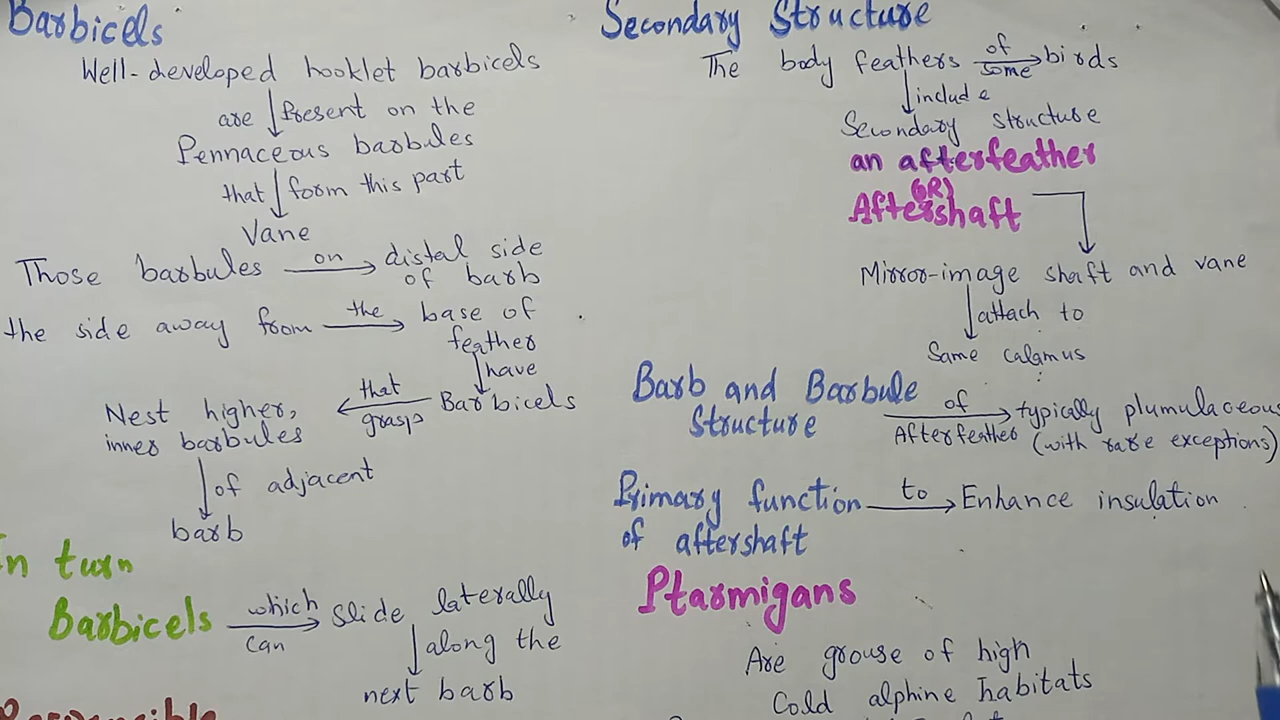 Barbicels
Well-developed hooklet barbicels
are Present on the
Pennaceous barbules
that form this part
Vane
Those barbules on distal side
of barb
the side away from the base of
feather
have
Barbicels
that
grasp
Nest higher,
inner barbules
of adjacent
barb
In turn
Barbicels which can slide laterally
along the
next barb
Responsible
Secondary Structure
The body feathers of some birds
include
Secondary structure
an afterfeather
(OR)
Aftershaft
Mirror-image shaft and vane
attach to
Same calamus
Barb and Barbule
Structure
of Afterfeather typically plumulaceous
(with rare exceptions)
Primary function to Enhance insulation
of aftershaft
Ptarmigans
Are grouse of high
Cold alphine habitats